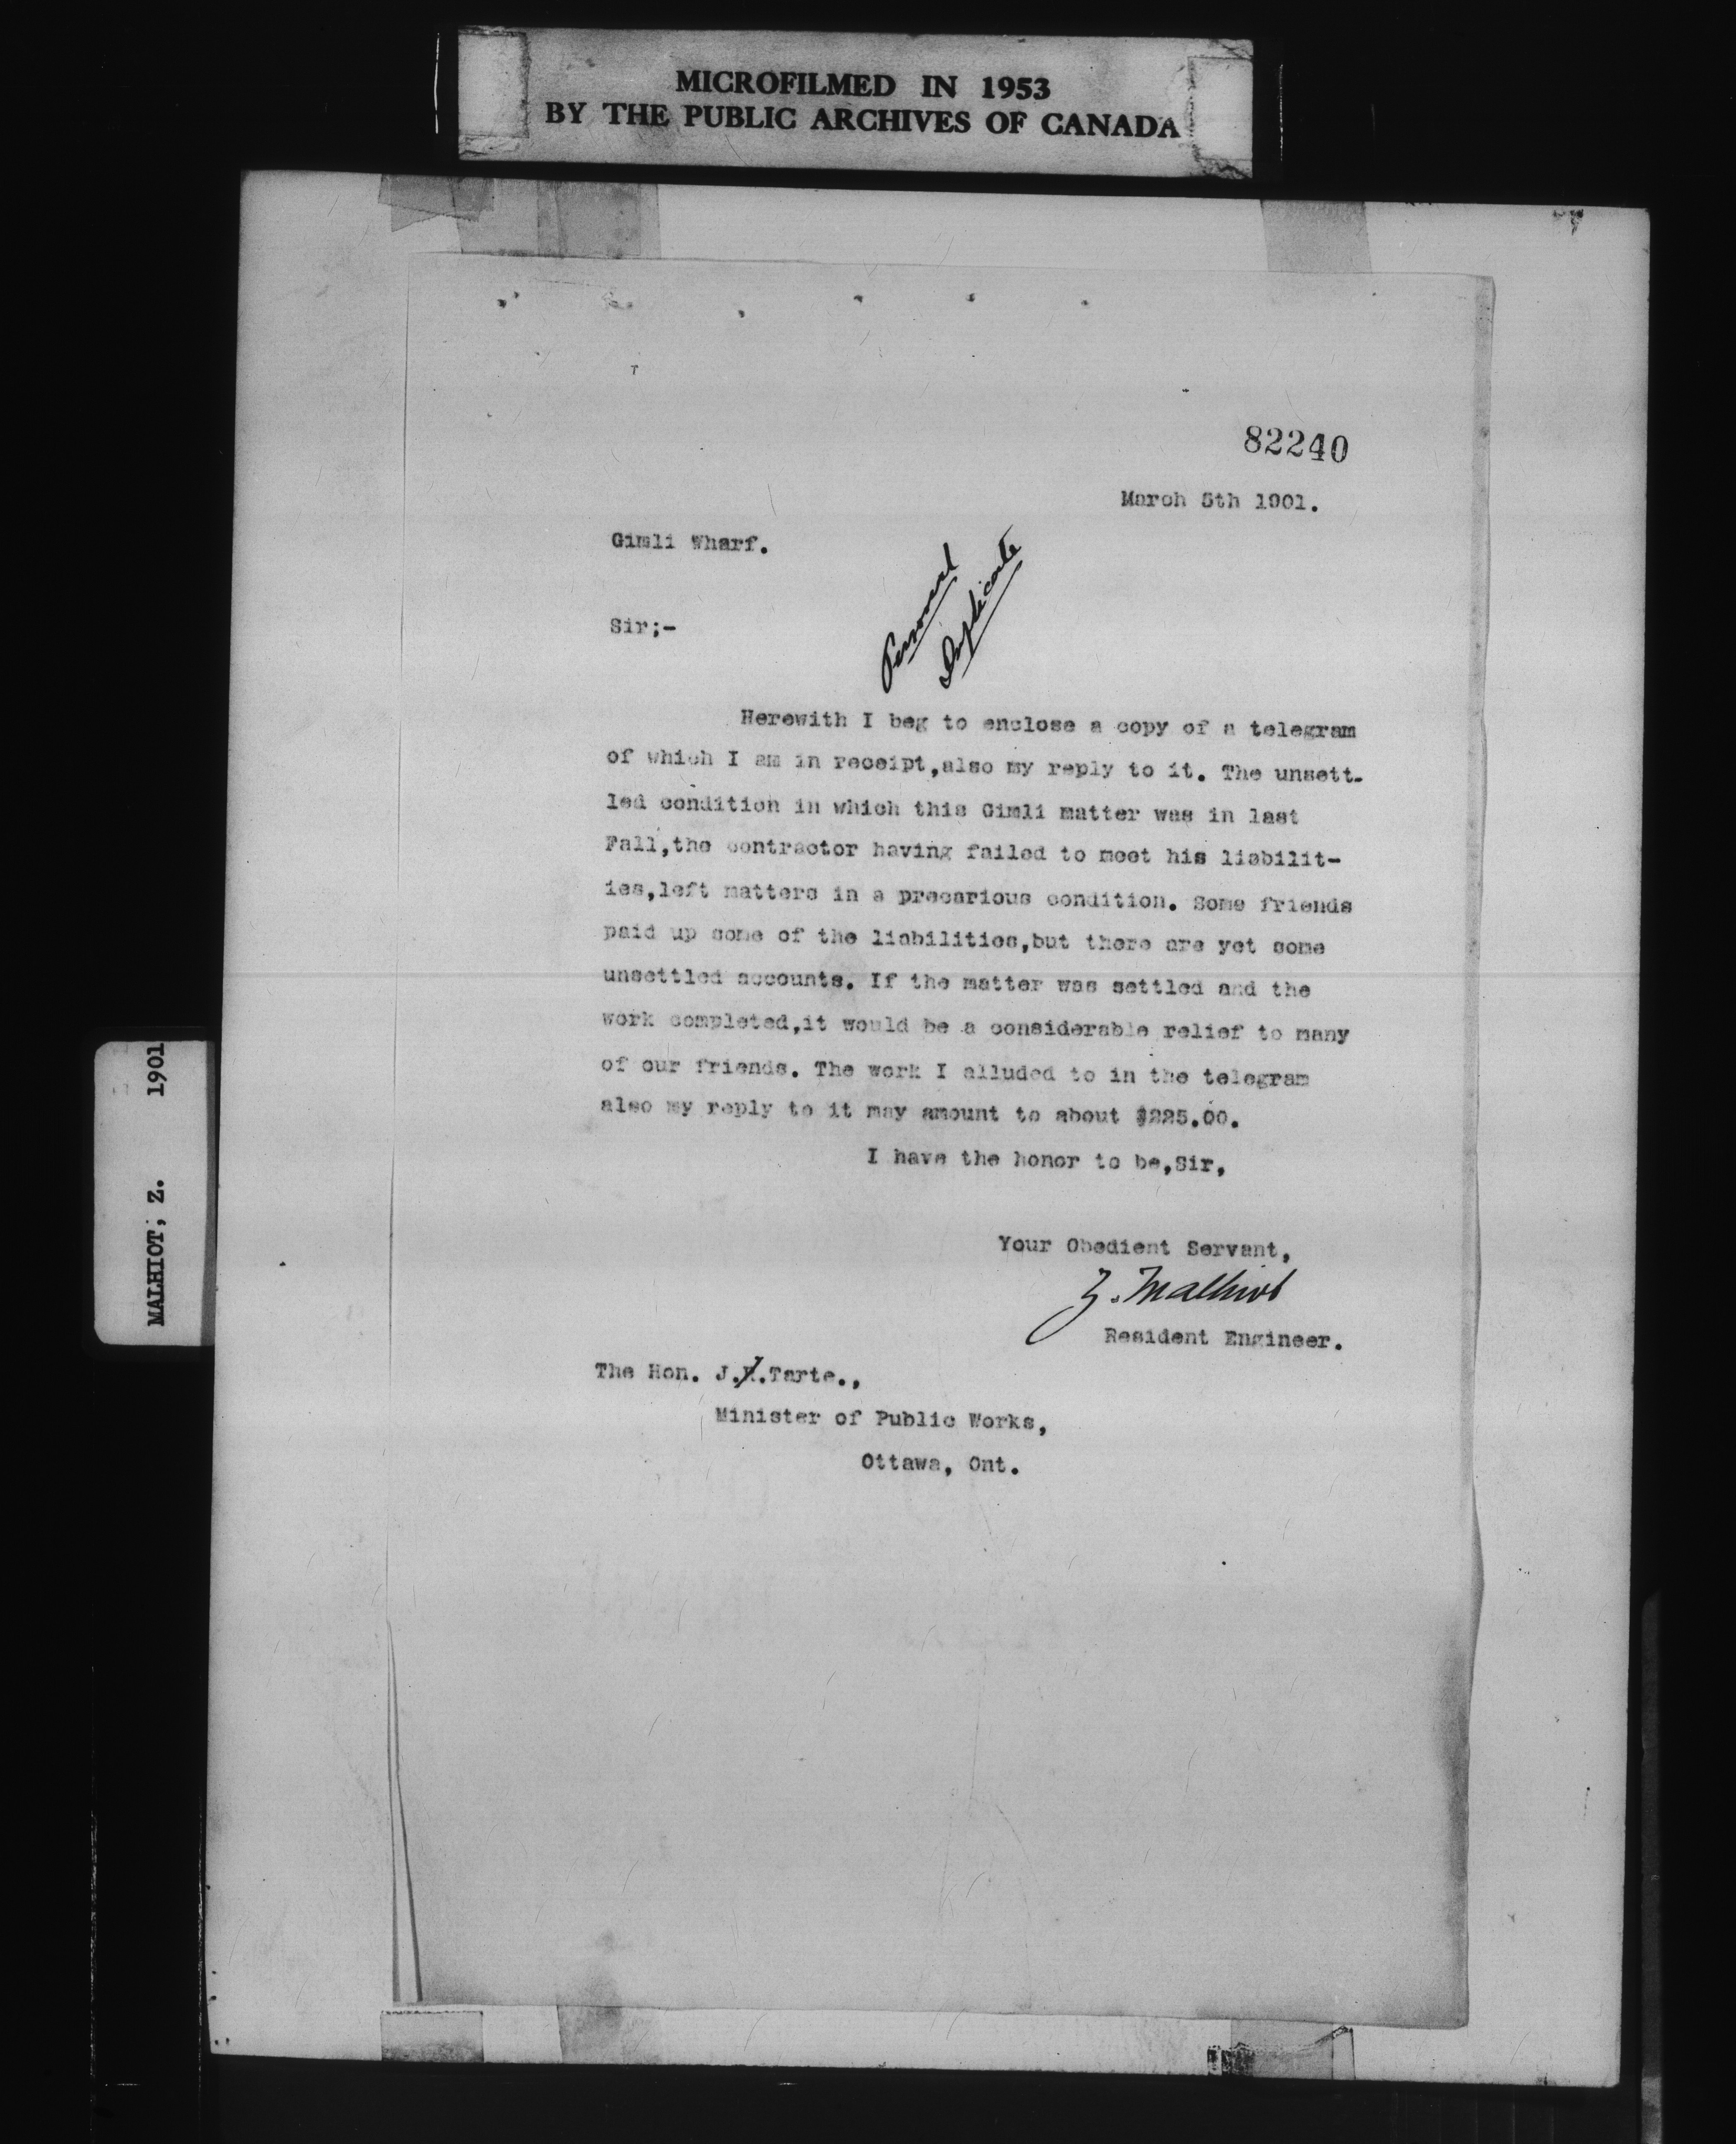 MICROFILMED IN 1953
BY THE PUBLIC ARCHIVES OF CANADA
82240
March 5th 1901.
Gimli Wharf.
Personal
Duplicate
Sir;-
Herewith I beg to enclose a copy of a telegram
of which I am in receipt,also my reply to it. The unsett-
led condition in which this Gimli matter was in last
Fall,the contractor having failed to meet his liabilit-
ies,left matters in a precarious condition. Some friends
paid up some of the liabilities,but there are yet some
unsettled accounts. If the matter was settled and the
work completed,it would be a considerable relief to many
of our friends. The work I alluded to in the telegram
also my reply to it may amount to about $225.00.
I have the honor to be,Sir,
Your Obedient Servant,
Z. Malhiot
Resident Engineer.
The Hon. J.I.Tarte.,
Minister of Public Works,
Ottawa, Ont.
MALHIOT, Z. 1901